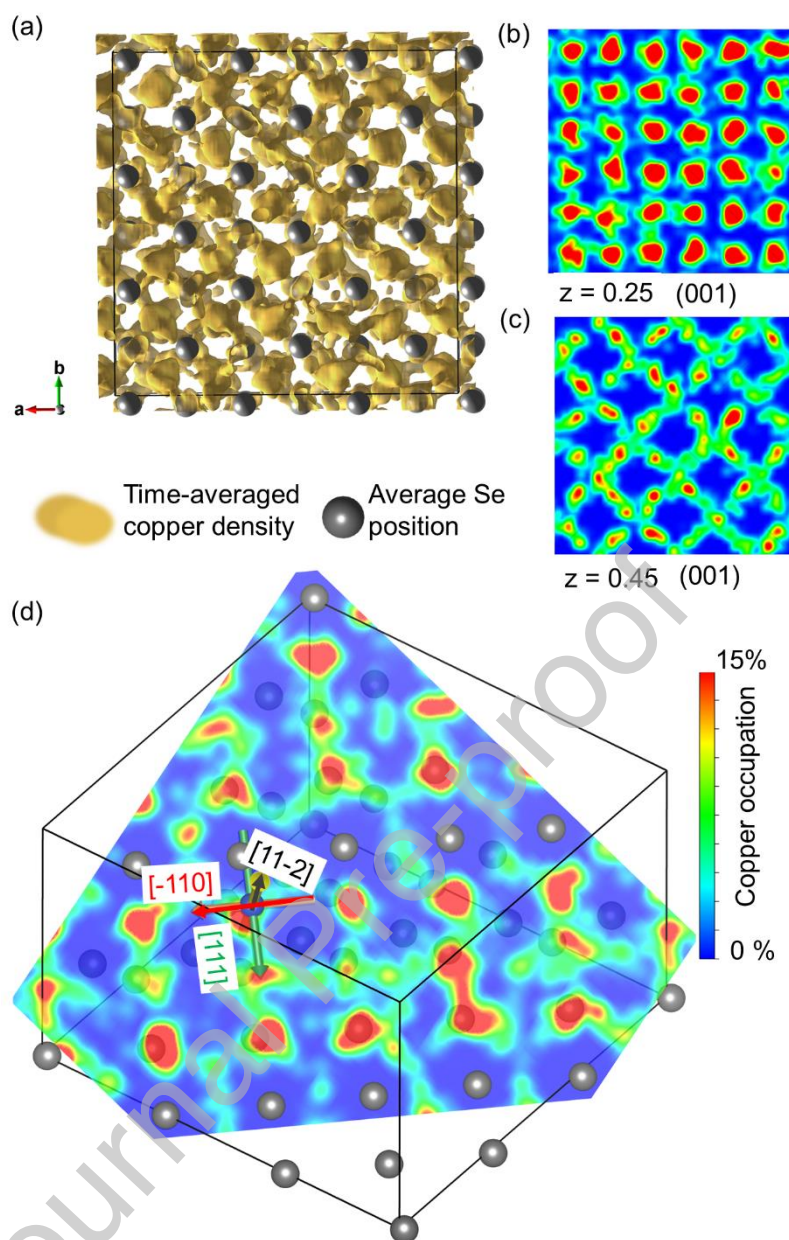 (a)
(b)
z = 0.25 (001)
(c)
z = 0.45 (001)
b
a
Time-averaged
copper density
Average Se
position
(d)
15%
Copper occupation
0 %
[11-2]
[-110]
[111]
Journal Pre-proof